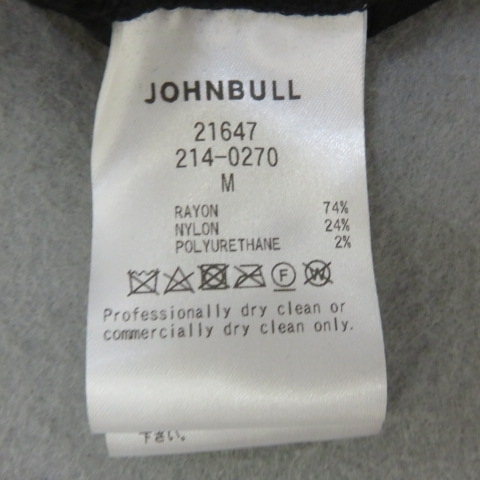 JOHNBULL
21647
214-0270
M
RAYON 74%
NYLON 24%
POLYURETHANE 2%
F W
Professionally dry clean or
commercially dry clean only.
下さい。